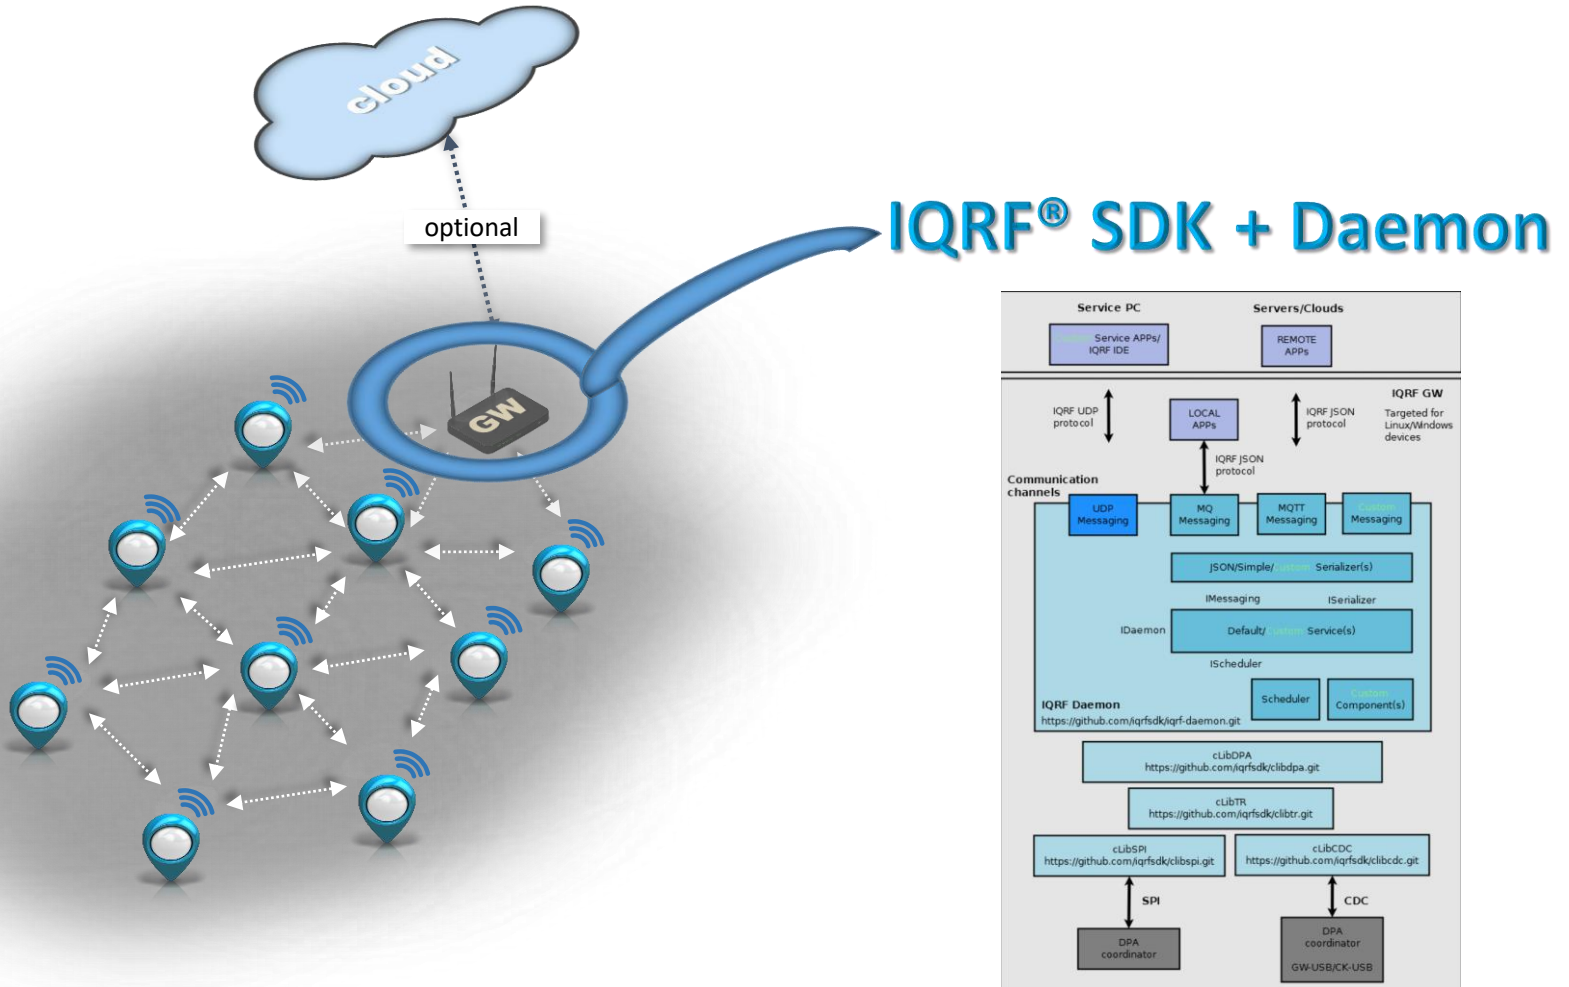 cloud
optional
GW
IQRF® SDK + Daemon
Service PC
Servers/Clouds
Custom Service APPs/
IQRF IDE
REMOTE
APPs
IQRF GW
Targeted for
Linux/Windows
devices
IQRF UDP
protocol
LOCAL
APPs
IQRF JSON
protocol
IQRF JSON
protocol
Communication
channels
UDP
Messaging
MQ
Messaging
MQTT
Messaging
Custom
Messaging
JSON/Simple/Custom Serializer(s)
IMessaging
ISerializer
IDaemon
Default/Custom Service(s)
IScheduler
Scheduler
Custom
Component(s)
IQRF Daemon
https://github.com/iqrfsdk/iqrf-daemon.git
cLibDPA
https://github.com/iqrfsdk/clibdpa.git
cLibTR
https://github.com/iqrfsdk/clibtr.git
cLibSPI
https://github.com/iqrfsdk/clibspi.git
cLibCDC
https://github.com/iqrfsdk/clibcdc.git
SPI
CDC
DPA
coordinator
DPA
coordinator
GW-USB/CK-USB